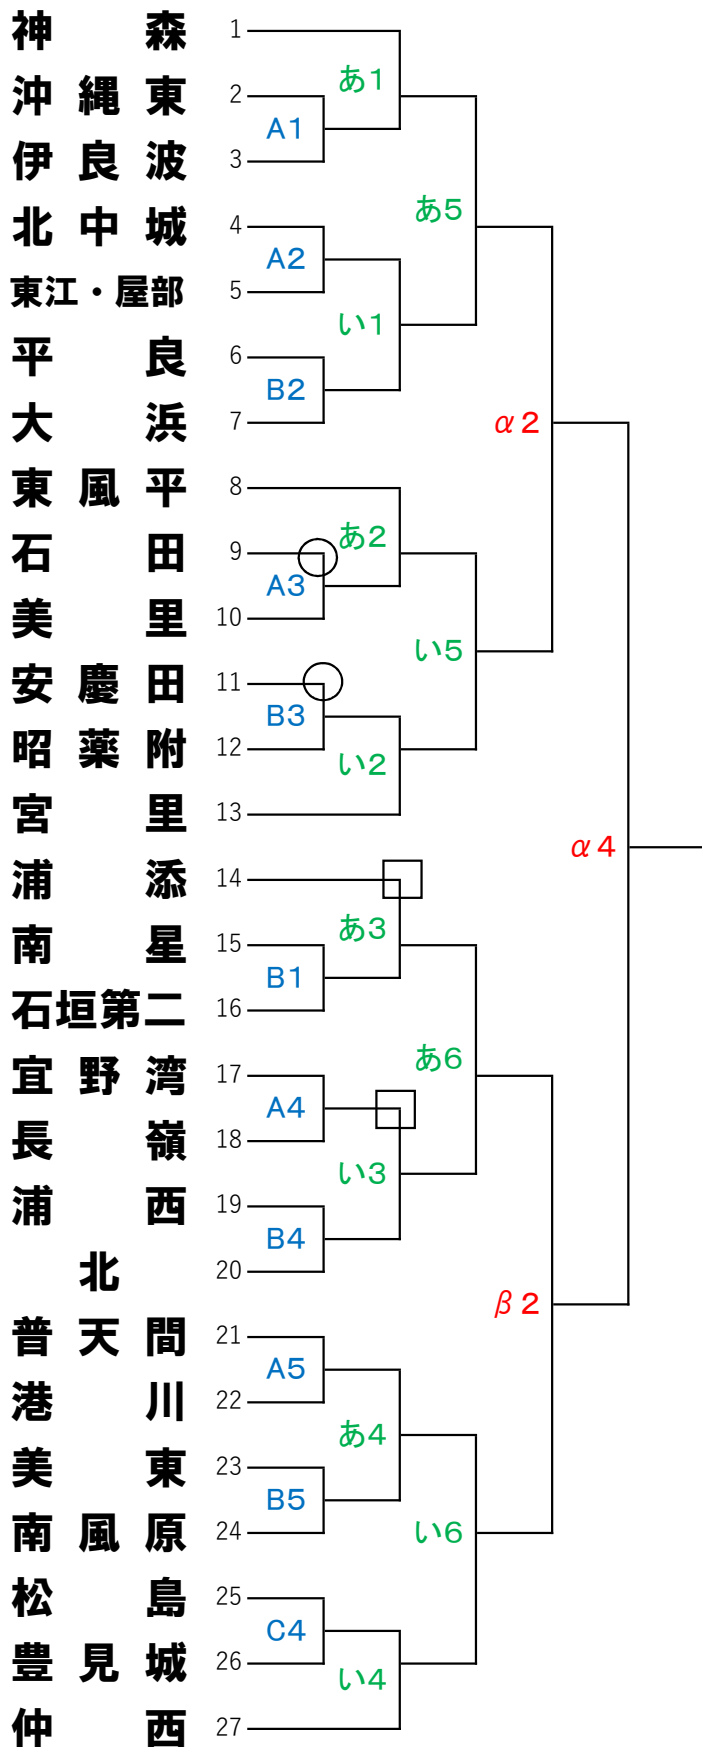 神森 1
あ1
沖縄東 2
A1
伊良波 3
あ5
北中城 4
A2
東江・屋部 5
い1
平良 6
B2
大浜 7
α2
東風平 8
あ2
石田 9
A3
美里 10
い5
安慶田 11
B3
昭薬附 12
い2
宮里 13
α4
浦添 14
あ3
南星 15
B1
石垣第二 16
あ6
宜野湾 17
A4
長嶺 18
い3
浦西 19
B4
北 20
β2
普天間 21
A5
港川 22
あ4
美東 23
B5
南風原 24
い6
松島 25
C4
豊見城 26
い4
仲西 27